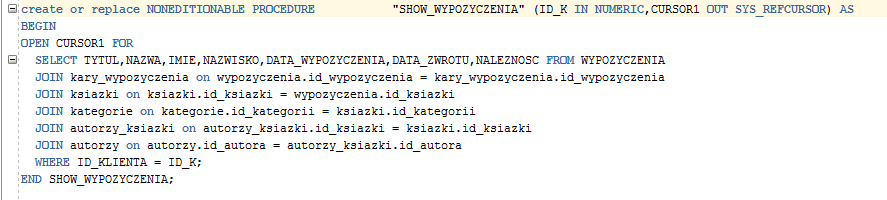 create or replace NONEDITIONABLE PROCEDURE "SHOW_WYPOZYCZENIA" (ID_K IN NUMERIC,CURSOR1 OUT SYS_REFCURSOR) AS
BEGIN
OPEN CURSOR1 FOR
SELECT TYTUL,NAZWA,IMIE,NAZWISKO,DATA_WYPOZYCZENIA,DATA_ZWROTU,NALEZNOSC FROM WYPOZYCZENIA
JOIN kary_wypozyczenia on wypozyczenia.id_wypozyczenia = kary_wypozyczenia.id_wypozyczenia
JOIN ksiazki on ksiazki.id_ksiazki = wypozyczenia.id_ksiazki
JOIN kategorie on kategorie.id_kategorii = ksiazki.id_kategorii
JOIN autorzy_ksiazki on autorzy_ksiazki.id_ksiazki = ksiazki.id_ksiazki
JOIN autorzy on autorzy.id_autora = autorzy_ksiazki.id_autora
WHERE ID_KLIENTA = ID_K;
END SHOW_WYPOZYCZENIA;